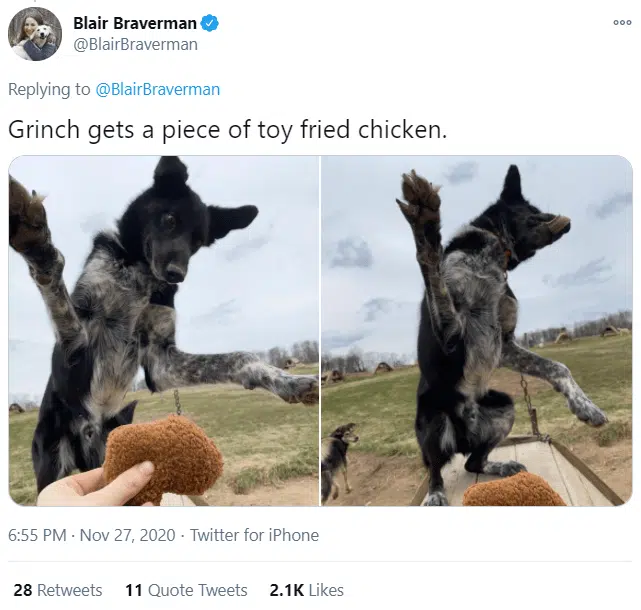 Blair Braverman
@BlairBraverman
Replying to @BlairBraverman
Grinch gets a piece of toy fried chicken.
6:55 PM · Nov 27, 2020 · Twitter for iPhone
28 Retweets 11 Quote Tweets 2.1K Likes